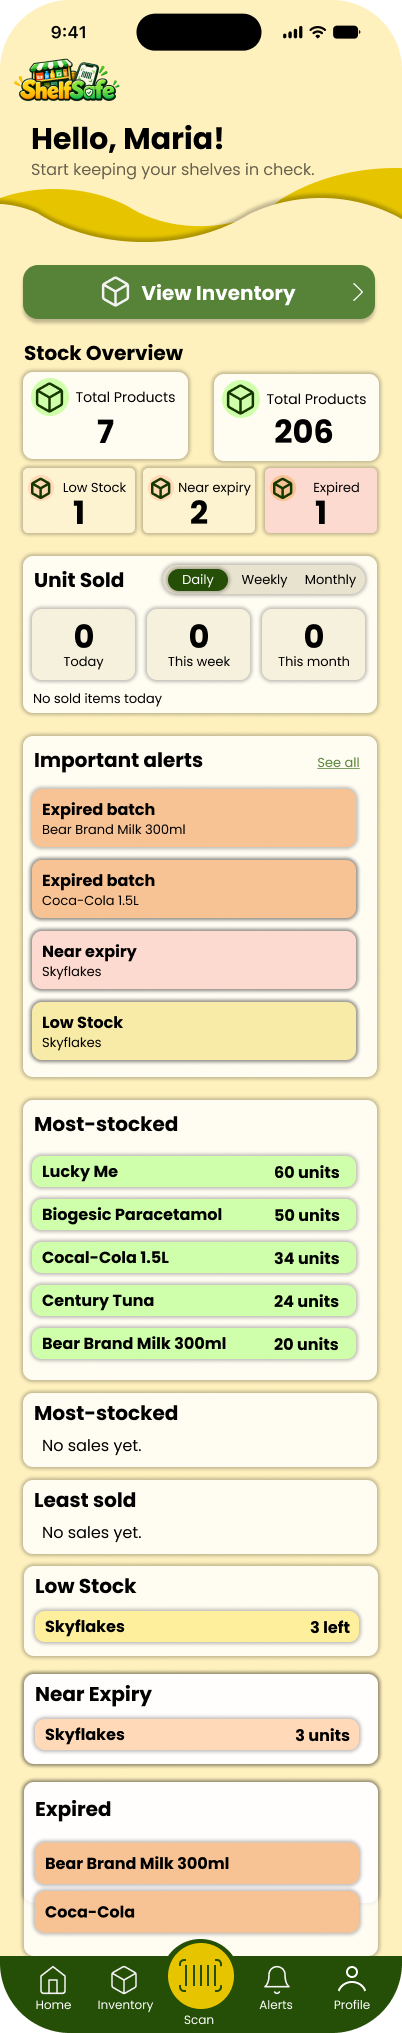 9:41
ShelfSafe
Hello, Maria!
Start keeping your shelves in check.
View Inventory
Stock Overview
Total Products
7
Total Products
206
Low Stock
1
Near expiry
2
Expired
1
Unit Sold
Daily Weekly Monthly
0
Today
0
This week
0
This month
No sold items today
Important alerts
See all
Expired batch
Bear Brand Milk 300ml
Expired batch
Coca-Cola 1.5L
Near expiry
Skyflakes
Low Stock
Skyflakes
Most-stocked
Lucky Me 60 units
Biogesic Paracetamol 50 units
Cocal-Cola 1.5L 34 units
Century Tuna 24 units
Bear Brand Milk 300ml 20 units
Most-stocked
No sales yet.
Least sold
No sales yet.
Low Stock
Skyflakes 3 left
Near Expiry
Skyflakes 3 units
Expired
Bear Brand Milk 300ml
Coca-Cola
Home Inventory Scan Alerts Profile